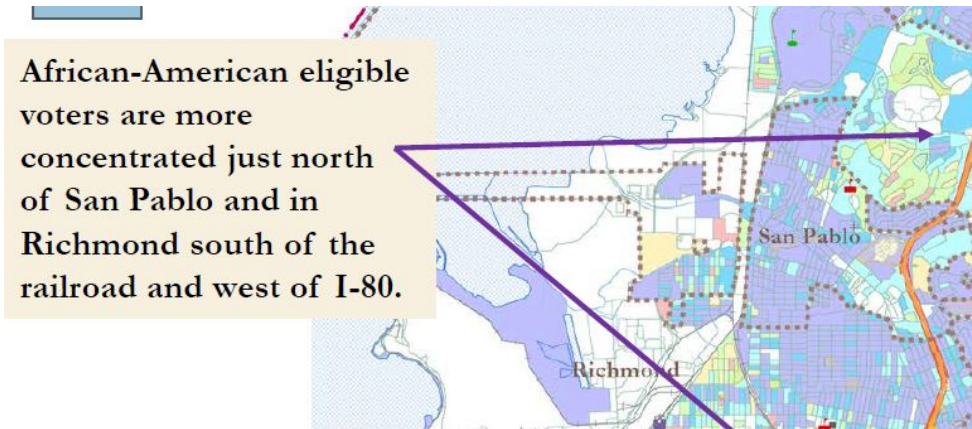 African-American eligible
voters are more
concentrated just north
of San Pablo and in
Richmond south of the
railroad and west of I-80.
San Pablo
Richmond